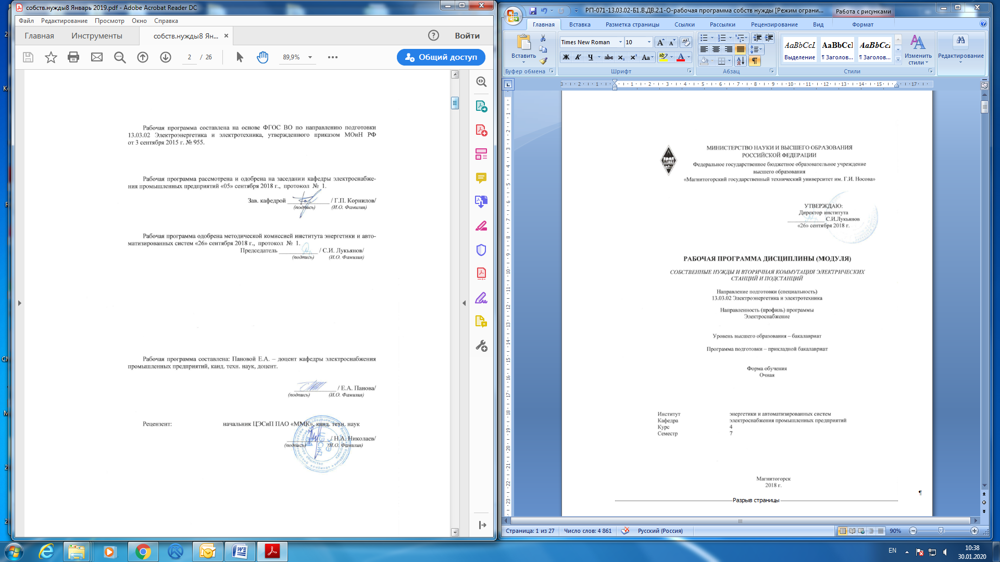 собств.нужды8 Январь 2019.pdf - Adobe Acrobat Reader DC
Файл Редактирование Просмотр Окно Справка
Главная Инструменты собств.нужды8 Ян... × Войти
2 / 26 89,9% Общий доступ
Рабочая программа составлена на основе ФГОС ВО по направлению подготовки
13.03.02 Электроэнергетика и электротехника, утвержденного приказом МОиН РФ
от 3 сентября 2015 г. № 955.
Рабочая программа рассмотрена и одобрена на заседании кафедры электроснабже-
ния промышленных предприятий «05» сентября 2018 г., протокол № 1.
Зав. кафедрой / Г.П. Корнилов/
(подпись) (И.О. Фамилия)
Рабочая программа одобрена методической комиссией института энергетики и авто-
матизированных систем «26» сентября 2018 г., протокол № 1.
Председатель / С.И. Лукьянов/
(подпись) (И.О. Фамилия)
Рабочая программа составлена: Пановой Е.А. – доцент кафедры электроснабжения
промышленных предприятий, канд. техн. наук, доцент.
/ Е.А. Панова/
(подпись) (И.О. Фамилия)
Рецензент: начальник ЦЭСиП ПАО «ММК», канд. техн. наук
/ Н.А. Николаев/
(подпись) (И.О. Фамилия)
РП-071-13.03.02-Б1.В.ДВ.2.1-О-рабочая программа собств нужды [Режим ограни... Работа с рисунками
Главная Вставка Разметка страницы Ссылки Рассылки Рецензирование Вид Формат
Вставить Times New Roman 10 AaBbCcL AaBbCcI AaBbCcI Изменить стили Редактирование
Ж К Ч abc x₂ x² Aa Выделение ¶ Заголов... ¶ Заголов...
Буфер обмена Шрифт Абзац Стили
МИНИСТЕРСТВО НАУКИ И ВЫСШЕГО ОБРАЗОВАНИЯ
РОССИЙСКОЙ ФЕДЕРАЦИИ
Федеральное государственное бюджетное образовательное учреждение
высшего образования
«Магнитогорский государственный технический университет им. Г.И. Носова»
УТВЕРЖДАЮ:
Директор института
С.И.Лукьянов
«26» сентября 2018 г.
РАБОЧАЯ ПРОГРАММА ДИСЦИПЛИНЫ (МОДУЛЯ)
СОБСТВЕННЫЕ НУЖДЫ И ВТОРИЧНАЯ КОММУТАЦИЯ ЭЛЕКТРИЧЕСКИХ
СТАНЦИЙ И ПОДСТАНЦИЙ
Направление подготовки (специальность)
13.03.02 Электроэнергетика и электротехника
Направленность (профиль) программы
Электроснабжение
Уровень высшего образования – бакалавриат
Программа подготовки – прикладной бакалавриат
Форма обучения
Очная
Институт энергетики и автоматизированных систем
Кафедра электроснабжения промышленных предприятий
Курс 4
Семестр 7
Магнитогорск
2018 г.
¶
Разрыв страницы
Страница: 1 из 27 Число слов: 4 861 Русский (Россия) 90%
EN 10:38
30.01.2020